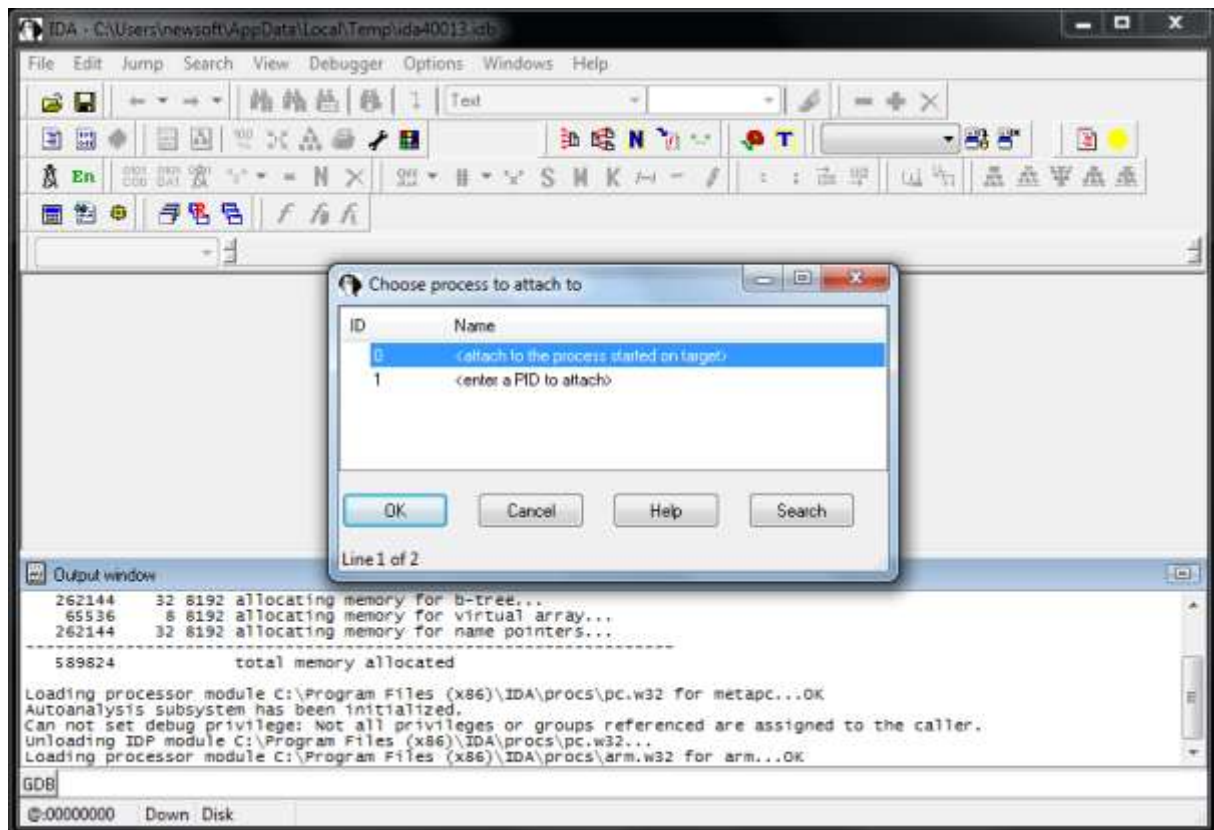 IDA - C:\Users\newsoft\AppData\Local\Temp\ida40013.idb
File Edit Jump Search View Debugger Options Windows Help
Text
N T
En N S M K
Choose process to attach to
ID Name
0 <attach to the process started on target>
1 <enter a PID to attach>
OK Cancel Help Search
Line 1 of 2
Output window
262144 32 8192 allocating memory for b-tree...
65536 8 8192 allocating memory for virtual array...
262144 32 8192 allocating memory for name pointers...
-----------------------------------------------------------------
589824 total memory allocated
Loading processor module C:\Program Files (x86)\IDA\procs\pc.w32 for metapc...OK
Autoanalysis subsystem has been initialized.
Can not set debug privilege: Not all privileges or groups referenced are assigned to the caller.
Unloading IDP module C:\Program Files (x86)\IDA\procs\pc.w32...
Loading processor module C:\Program Files (x86)\IDA\procs\arm.w32 for arm...OK
GDB
@:00000000 Down Disk